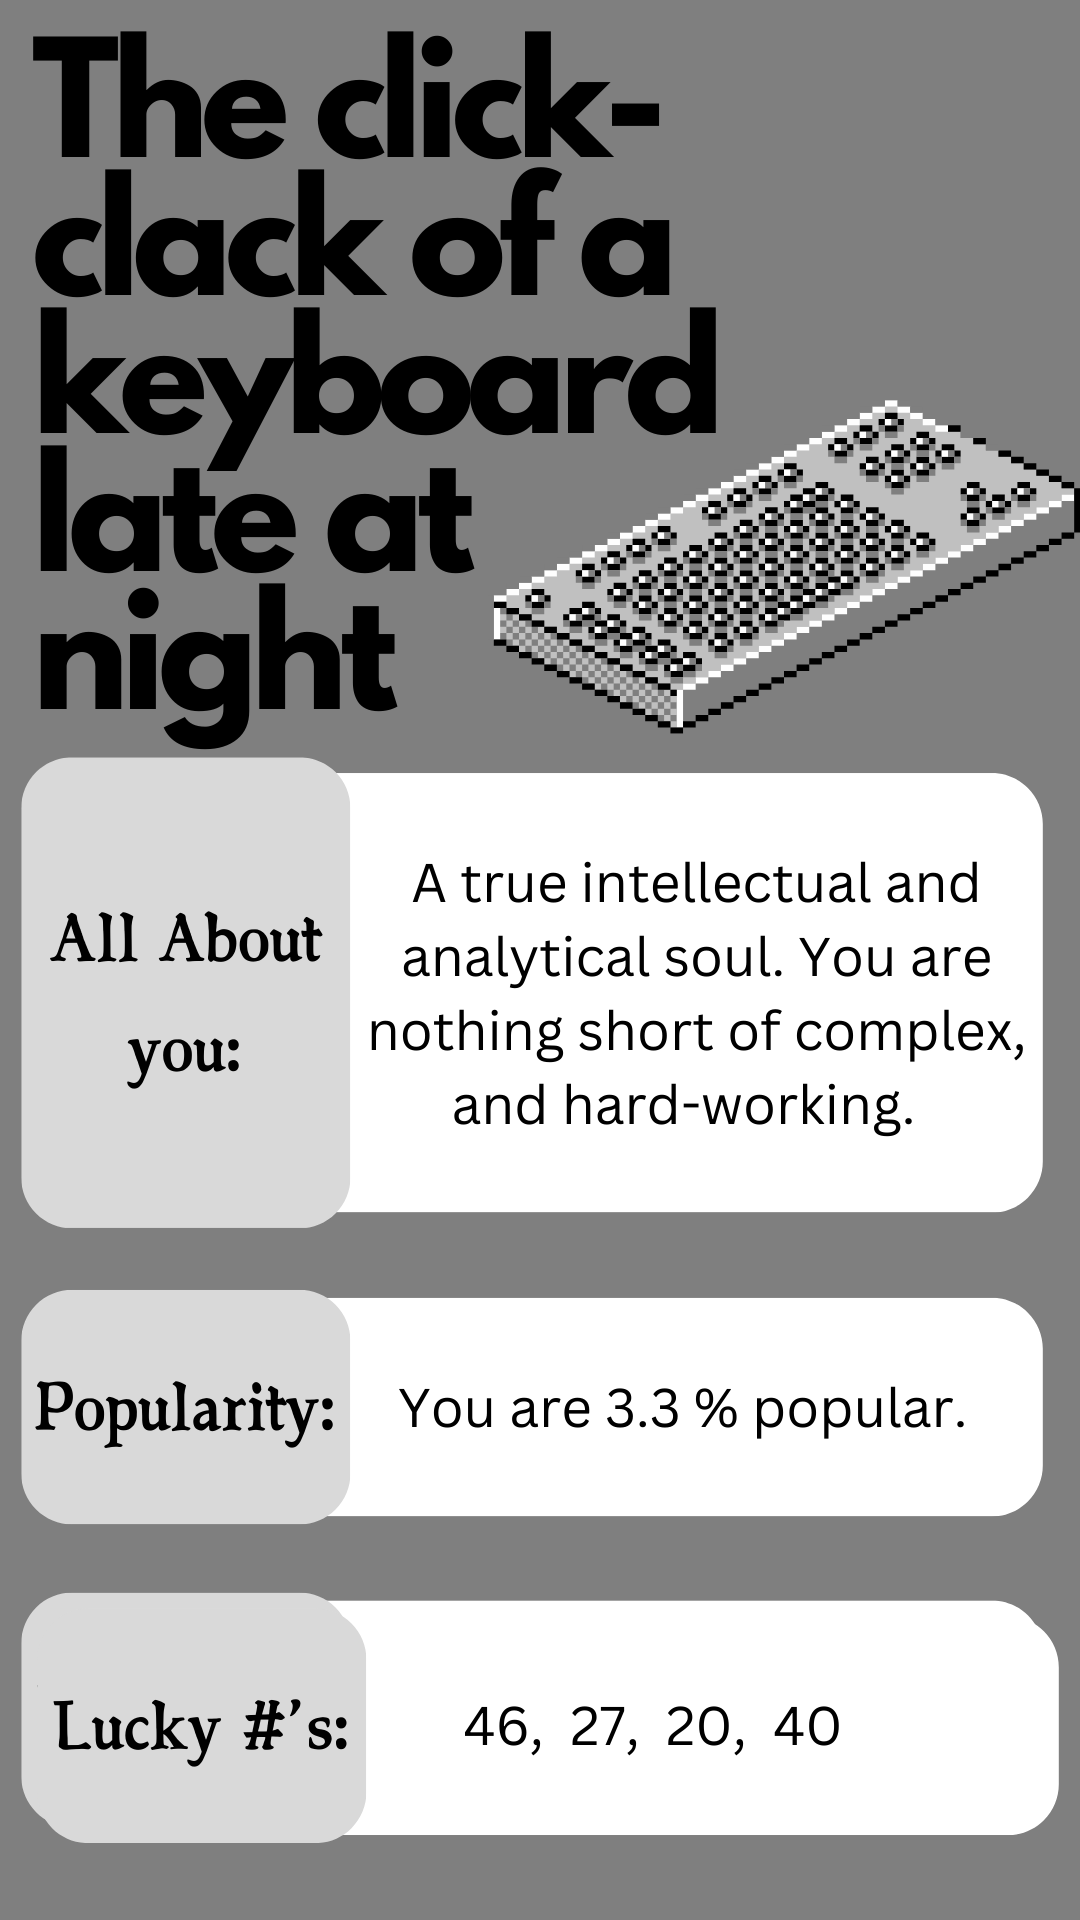 The click-
clack of a
keyboard
late at
night
All About
you:
A true intellectual and
analytical soul. You are
nothing short of complex,
and hard-working.
Popularity:
You are 3.3 % popular.
Lucky #'s:
46, 27, 20, 40